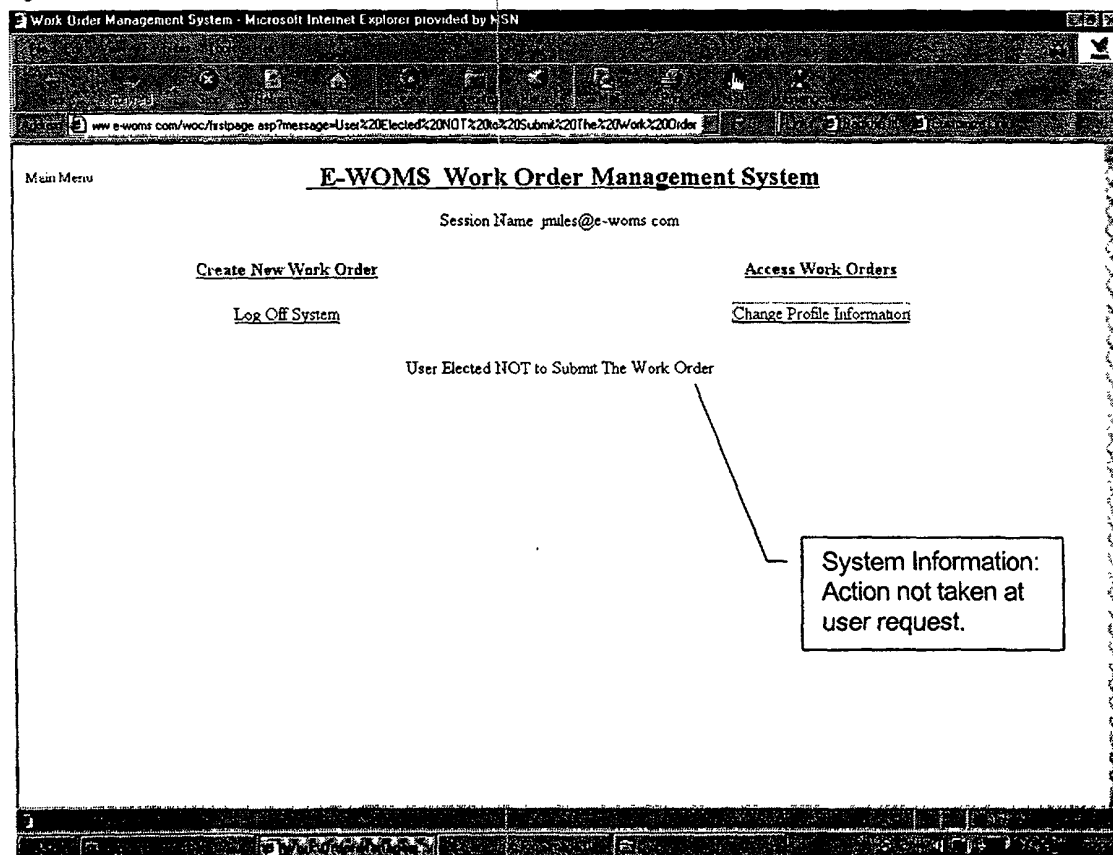 Work Order Management System - Microsoft Internet Explorer provided by MSN
ww e-woms com/woc/firstpage asp?message=User%20Elected%20NOT%20to%20Submit%20The%20Work%20Order
Main Menu
E-WOMS Work Order Management System
Session Name jmiles@e-woms com
Create New Work Order
Access Work Orders
Log Off System
Change Profile Information
User Elected NOT to Submit The Work Order
System Information:
Action not taken at
user request.